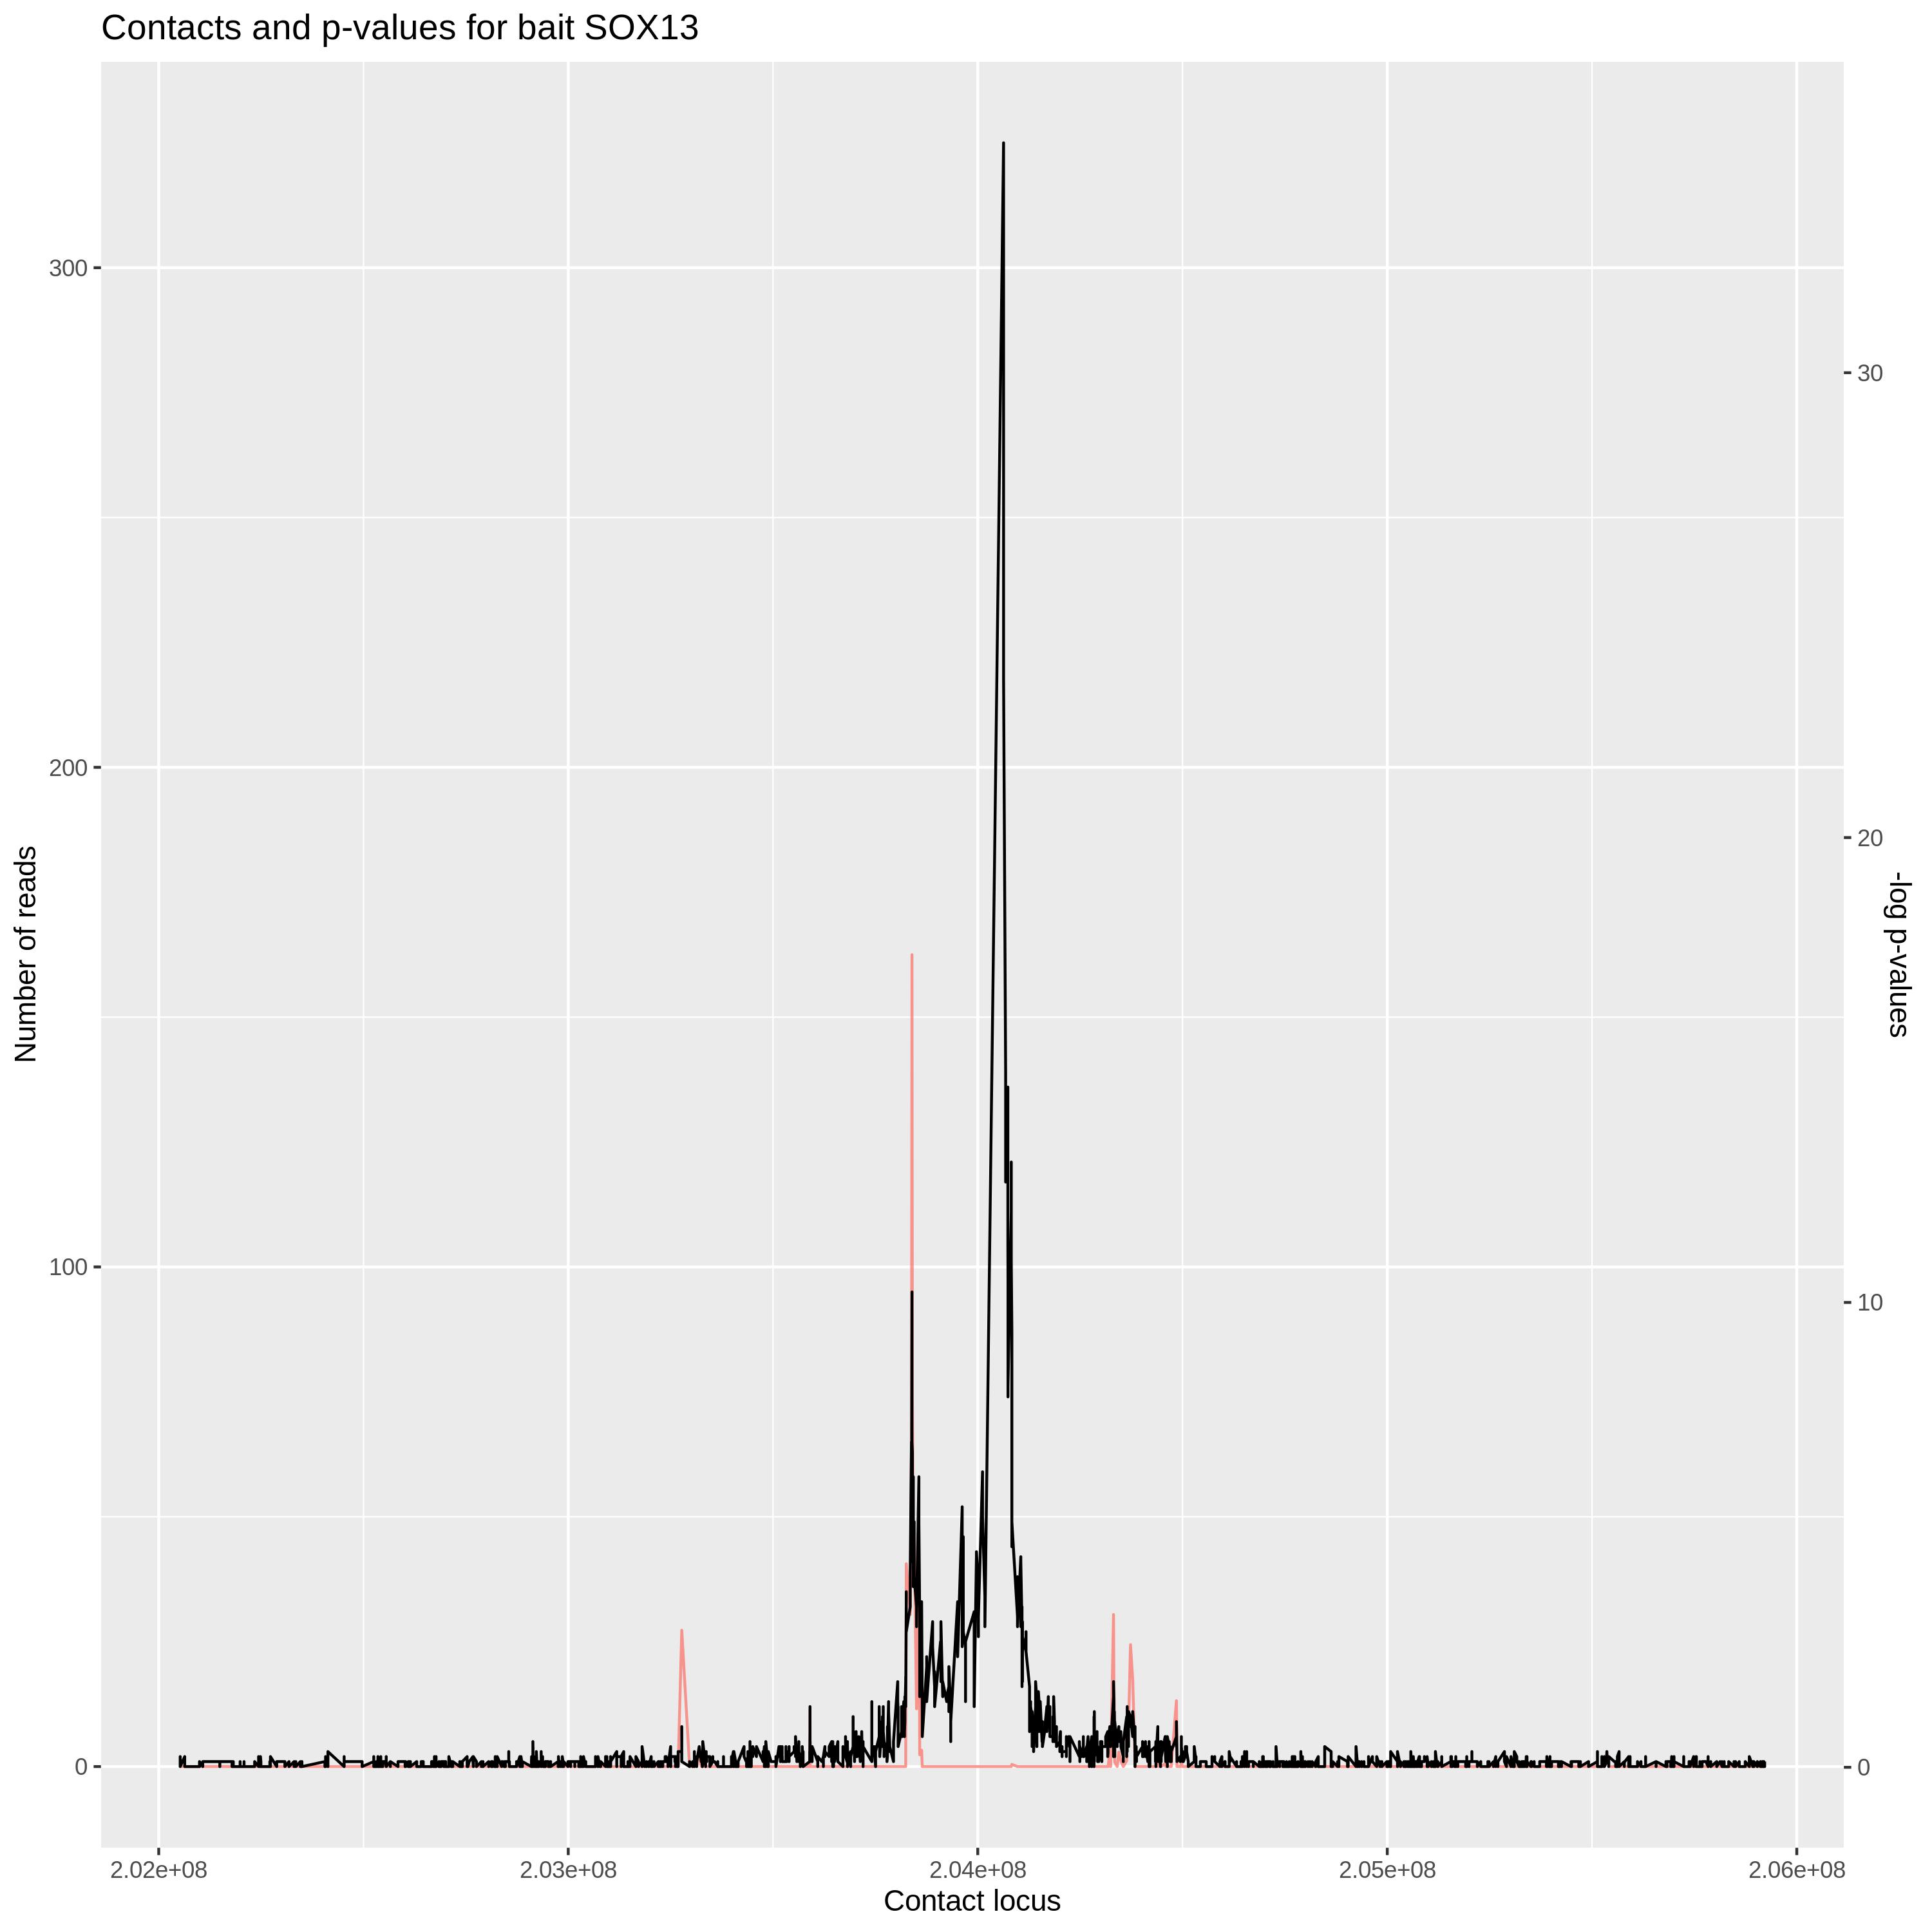 Contacts and p-values for bait SOX13
Number of reads
300
200
100
0
30
20
10
0
-log p-values
2.02e+08
2.03e+08
2.04e+08
2.05e+08
2.06e+08
Contact locus